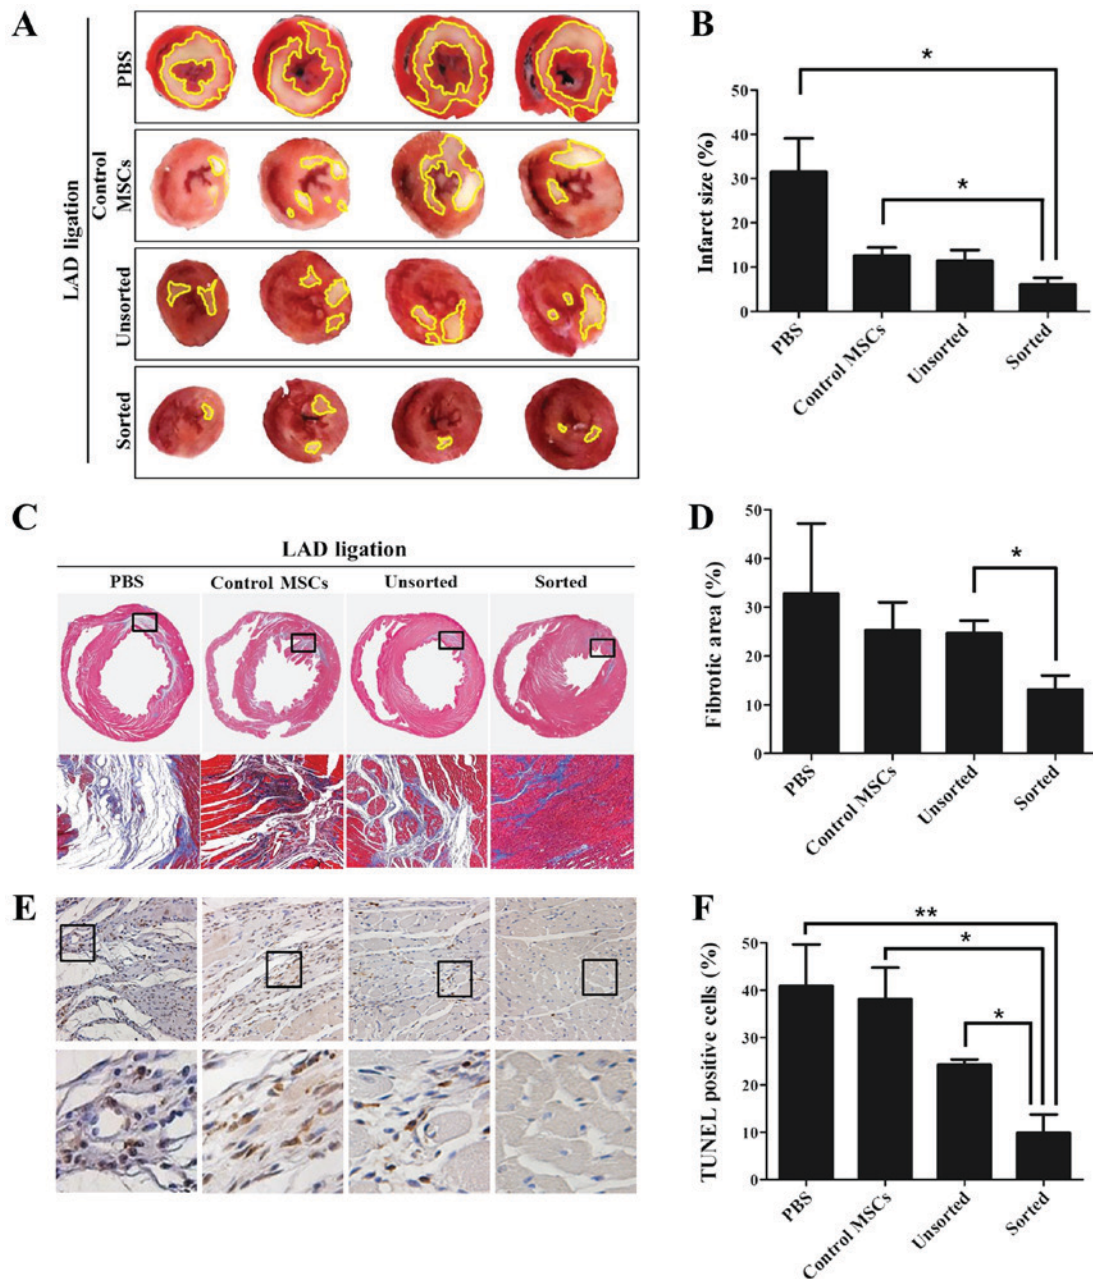 A
LAD ligation
PBS
Control
MSCs
Unsorted
Sorted
B
Infarct size (%)
50
40
30
20
10
0
*
*
PBS
Control MSCs
Unsorted
Sorted
C
LAD ligation
PBS
Control MSCs
Unsorted
Sorted
D
Fibrotic area (%)
50
40
30
20
10
0
*
PBS
Control MSCs
Unsorted
Sorted
E
F
TUNEL positive cells (%)
50
40
30
20
10
0
**
*
*
PBS
Control MSCs
Unsorted
Sorted